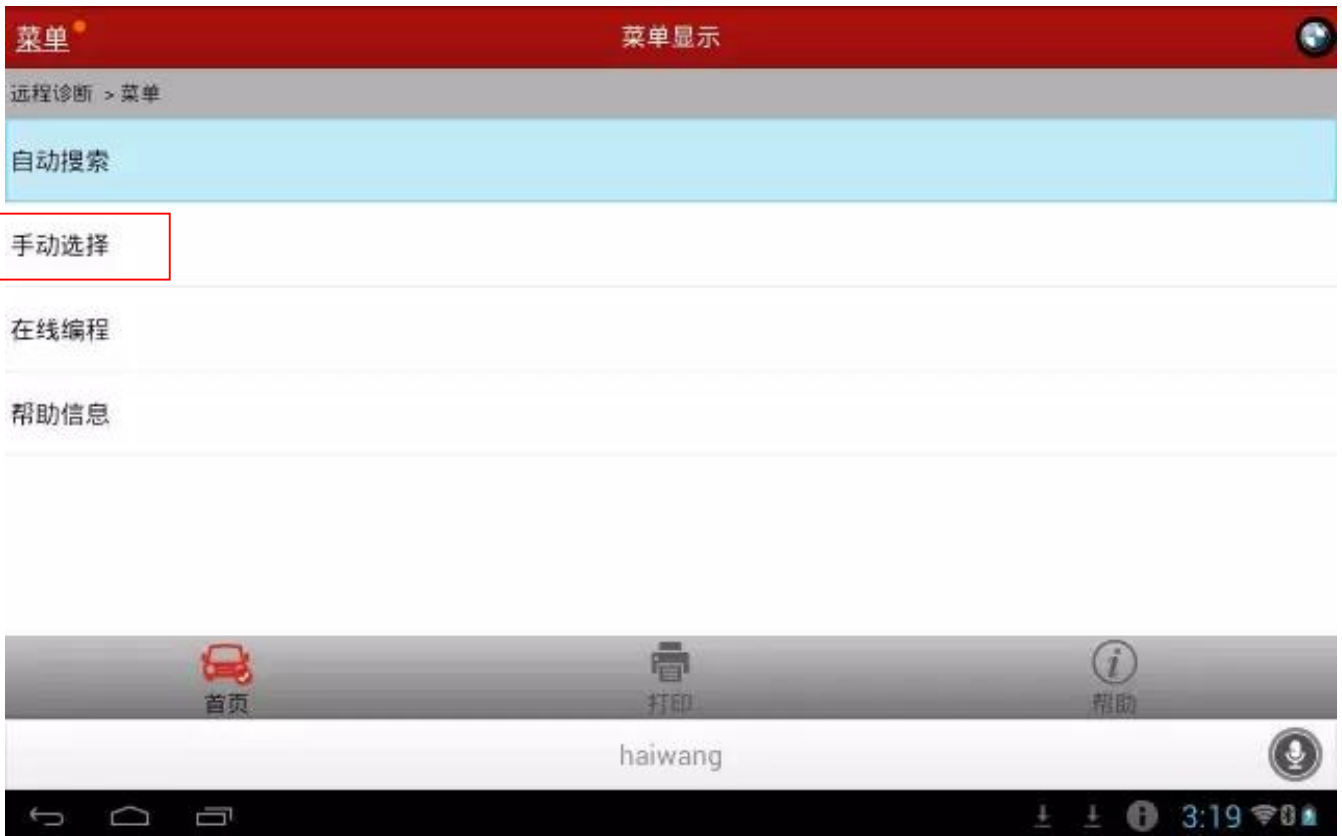 菜单
菜单显示
远程诊断 >菜单
自动搜索
手动选择
在线编程
帮助信息
首页
打印
帮助
haiwang
3:19